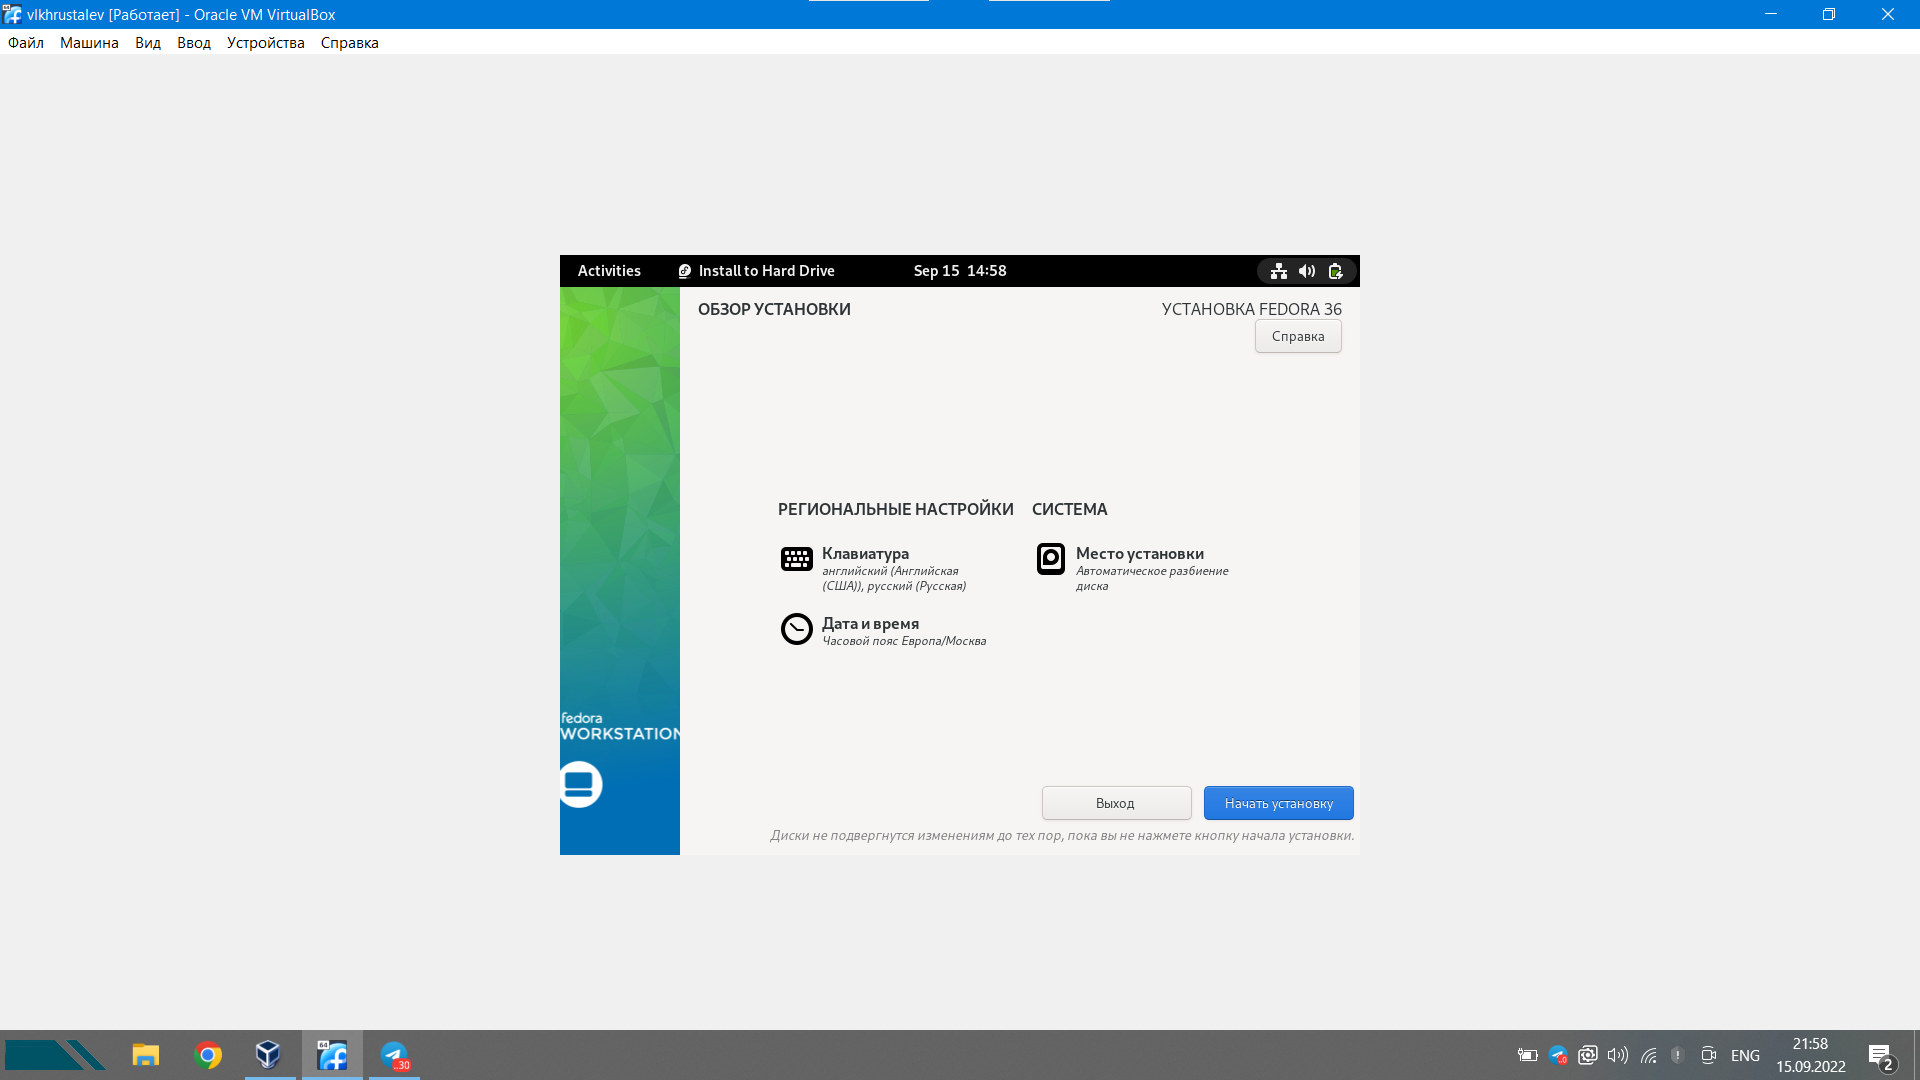 vlkhrustalev [Работает] - Oracle VM VirtualBox
Файл Машина Вид Ввод Устройства Справка
Activities Install to Hard Drive Sep 15 14:58
ОБЗОР УСТАНОВКИ
УСТАНОВКА FEDORA 36
Справка
РЕГИОНАЛЬНЫЕ НАСТРОЙКИ
Клавиатура
английский (Английская
(США)), русский (Русская)
Дата и время
Часовой пояс Европа/Москва
СИСТЕМА
Место установки
Автоматическое разбиение
диска
fedora
WORKSTATION
Выход
Начать установку
Диски не подвергнутся изменениям до тех пор, пока вы не нажмете кнопку начала установки.
64
..30
ENG
21:58
15.09.2022
2